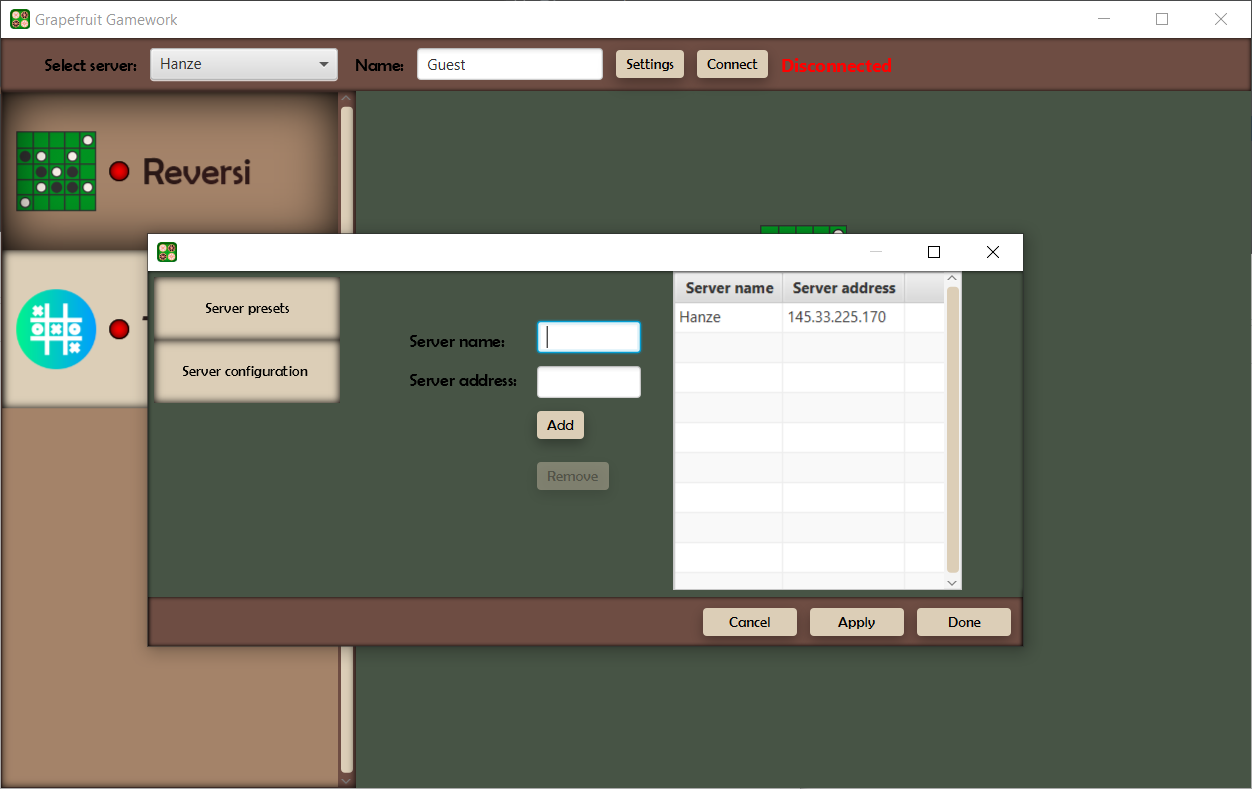 Grapefruit Gamework
Select server: Hanze Name: Guest Settings Connect Disconnected
Reversi
Server presets
Server configuration
Server name:
Server address:
Add
Remove
Server name Server address
Hanze 145.33.225.170
Cancel Apply Done